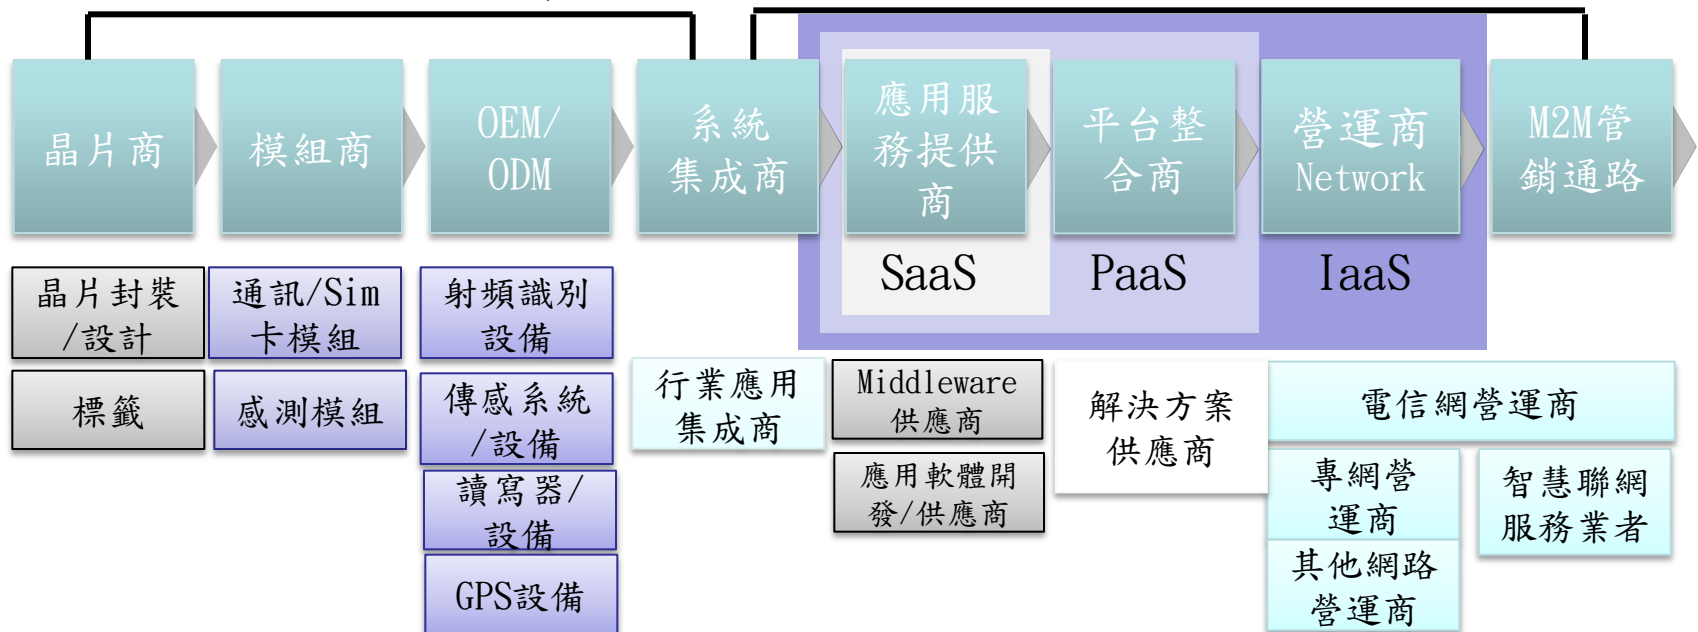 晶片商
模組商
OEM/
ODM
系統
集成商
應用服
務提供
商
平台整
合商
營運商
Network
M2M管
銷通路
SaaS
PaaS
IaaS
晶片封裝
/設計
標籤
通訊/Sim
卡模組
感測模組
射頻識別
設備
傳感系統
/設備
讀寫器/
設備
GPS設備
行業應用
集成商
Middleware
供應商
應用軟體開
發/供應商
解決方案
供應商
電信網營運商
專網營
運商
其他網路
營運商
智慧聯網
服務業者